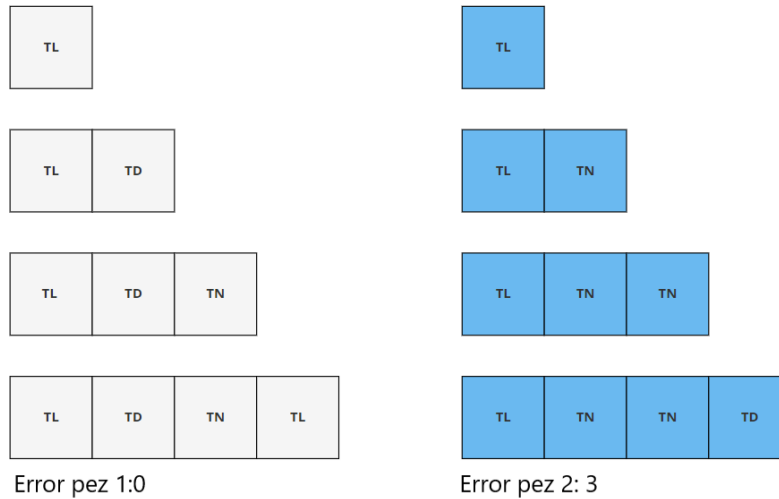 TL TL
TL TD TL TN
TL TD TN TL TN TN
TL TD TN TL TL TN TN TD
Error pez 1:0 Error pez 2: 3